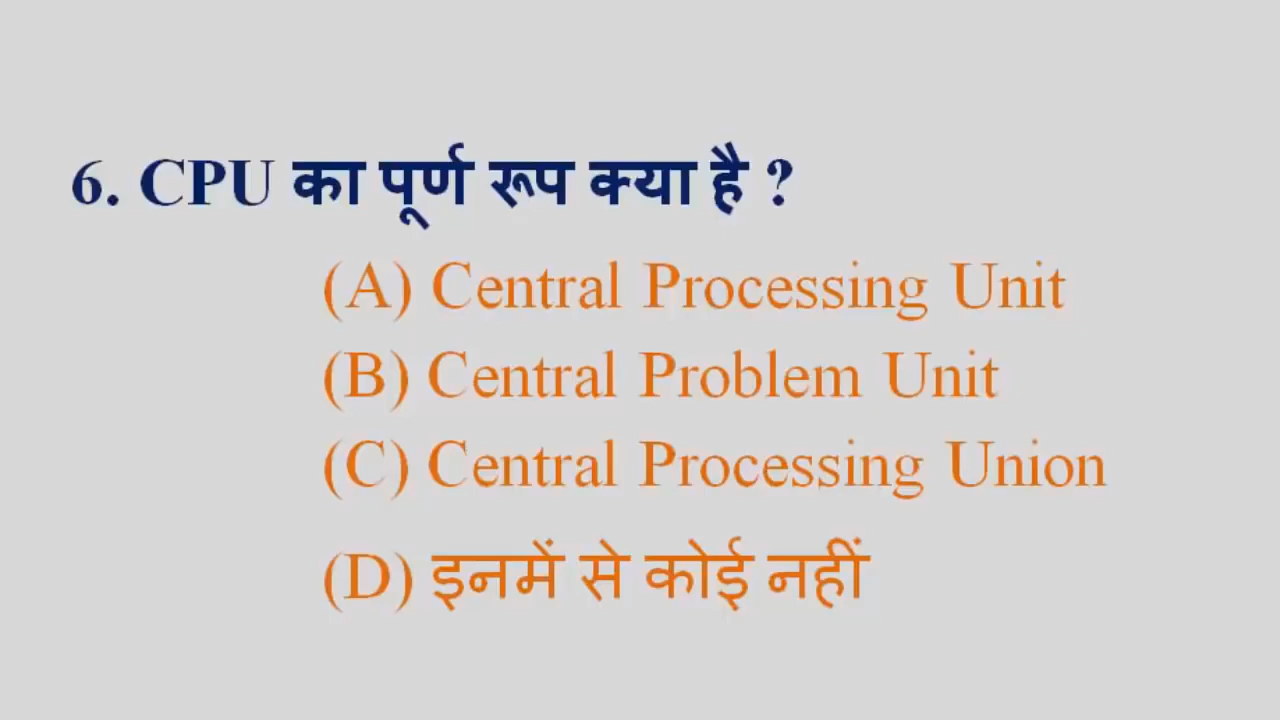 6. CPU का पूर्ण रूप क्या है ?
(A) Central Processing Unit
(B) Central Problem Unit
(C) Central Processing Union
(D) इनमें से कोई नहीं